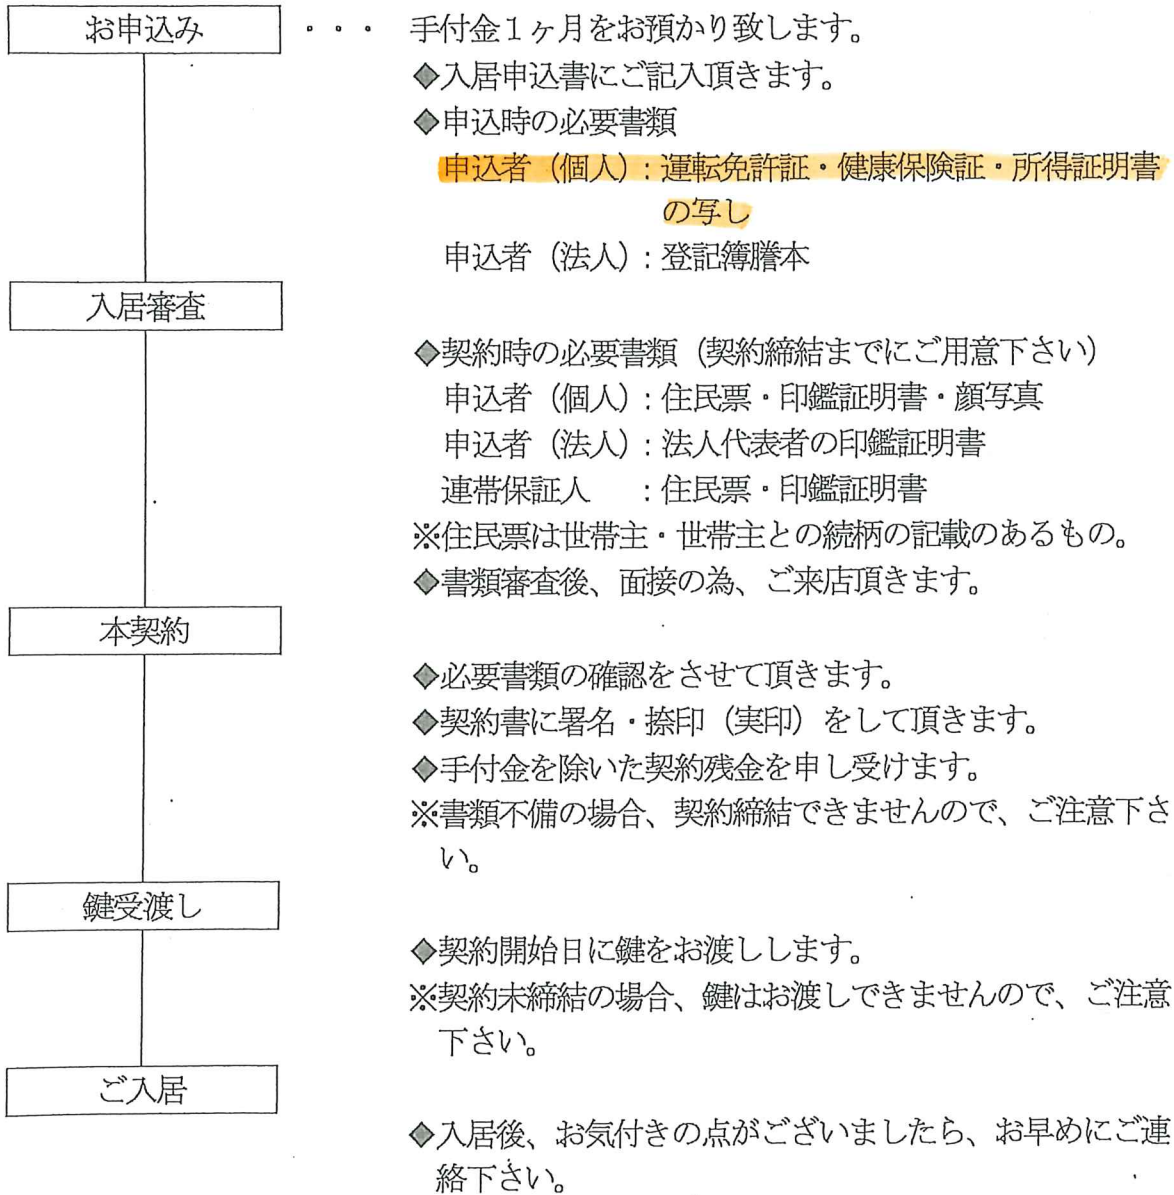 お申込み ・・・ 手付金1ヶ月をお預かり致します。
◆入居申込書にご記入頂きます。
◆申込時の必要書類
申込者（個人）：運転免許証・健康保険証・所得証明書
の写し
申込者（法人）：登記簿謄本
入居審査
◆契約時の必要書類（契約締結までにご用意下さい）
申込者（個人）：住民票・印鑑証明書・顔写真
申込者（法人）：法人代表者の印鑑証明書
連帯保証人　：住民票・印鑑証明書
※住民票は世帯主・世帯主との続柄の記載のあるもの。
◆書類審査後、面接の為、ご来店頂きます。
本契約
◆必要書類の確認をさせて頂きます。
◆契約書に署名・捺印（実印）をして頂きます。
◆手付金を除いた契約残金を申し受けます。
※書類不備の場合、契約締結できませんので、ご注意下さ
い。
鍵受渡し
◆契約開始日に鍵をお渡しします。
※契約未締結の場合、鍵はお渡しできませんので、ご注意
下さい。
ご入居
◆入居後、お気付きの点がございましたら、お早めにご連
絡下さい。